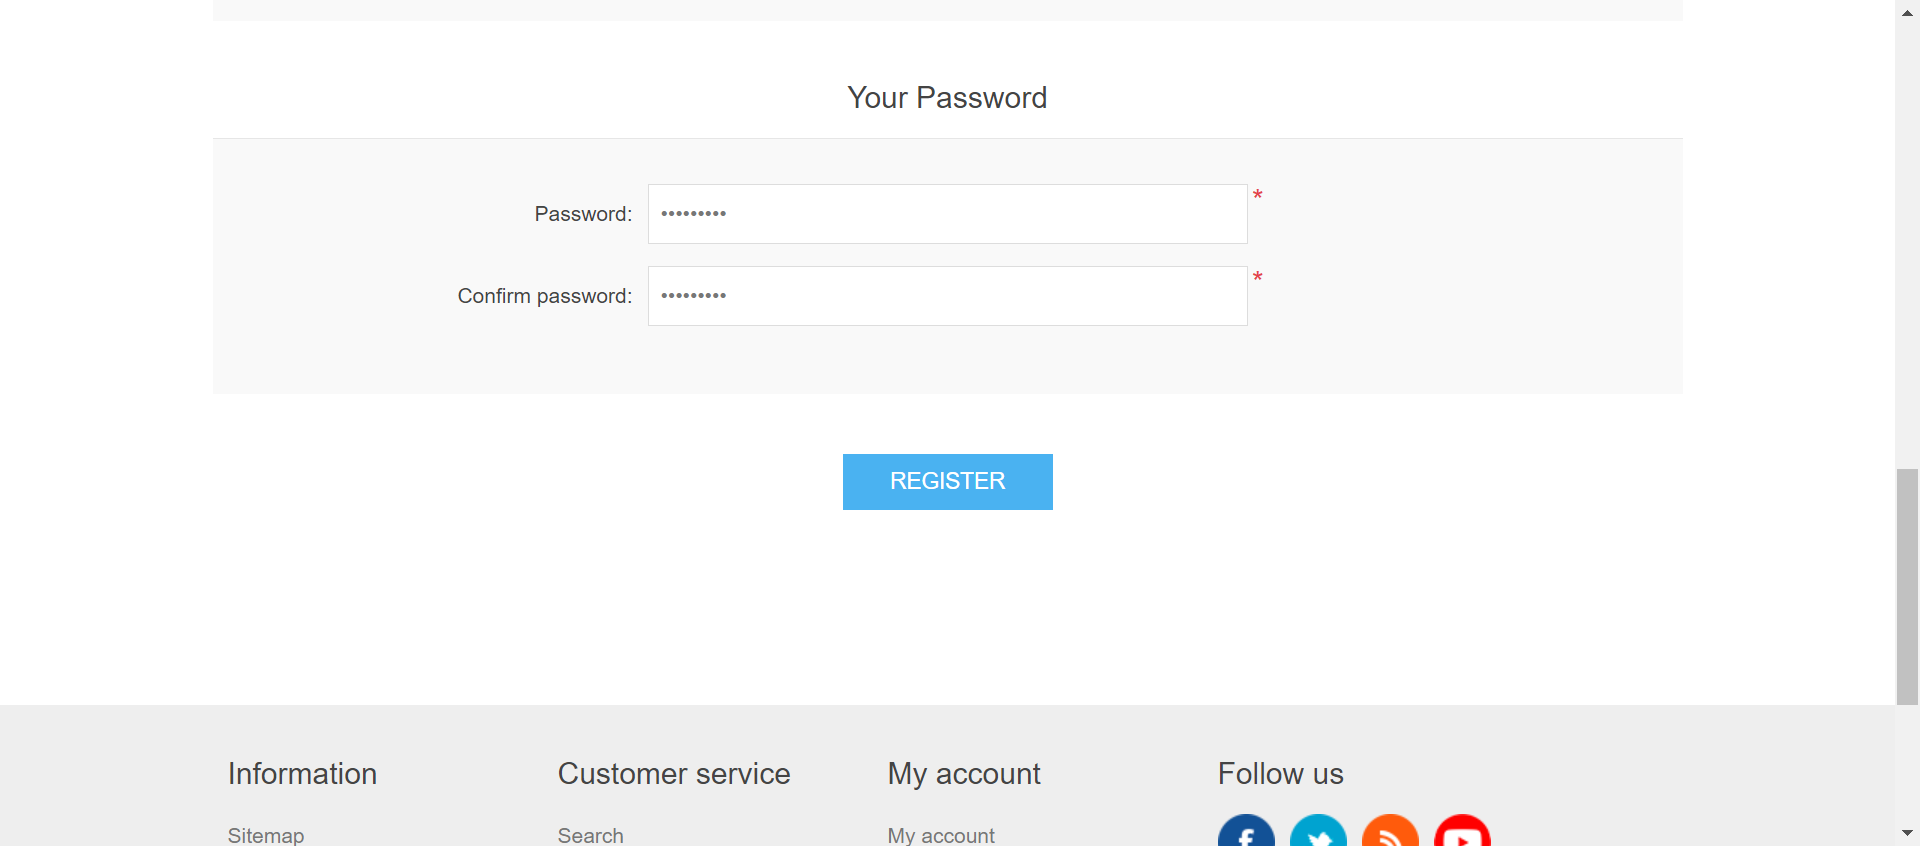 Your Password
Password: ••••••••• *
Confirm password: ••••••••• *
REGISTER
Information Customer service My account Follow us
Sitemap Search My account